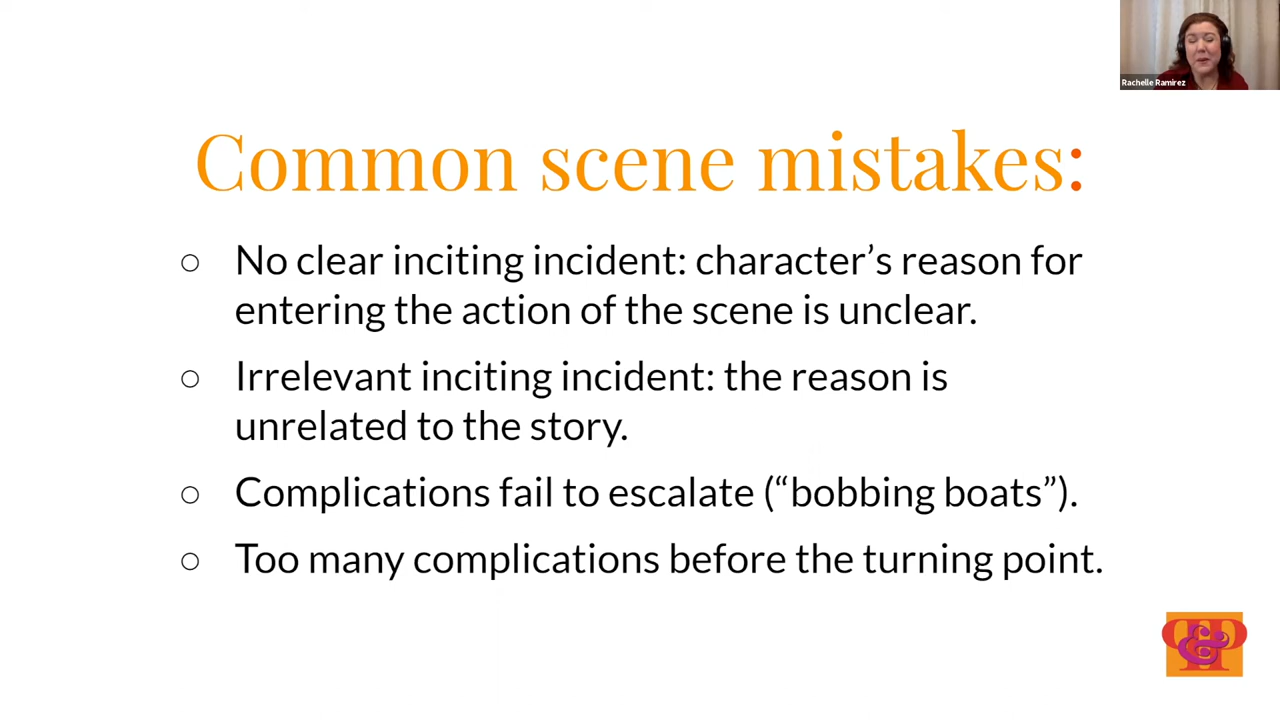 Rachelle Ramirez
Common scene mistakes:
○ No clear inciting incident: character’s reason for
entering the action of the scene is unclear.
○ Irrelevant inciting incident: the reason is
unrelated to the story.
○ Complications fail to escalate (“bobbing boats”).
○ Too many complications before the turning point.
P&P